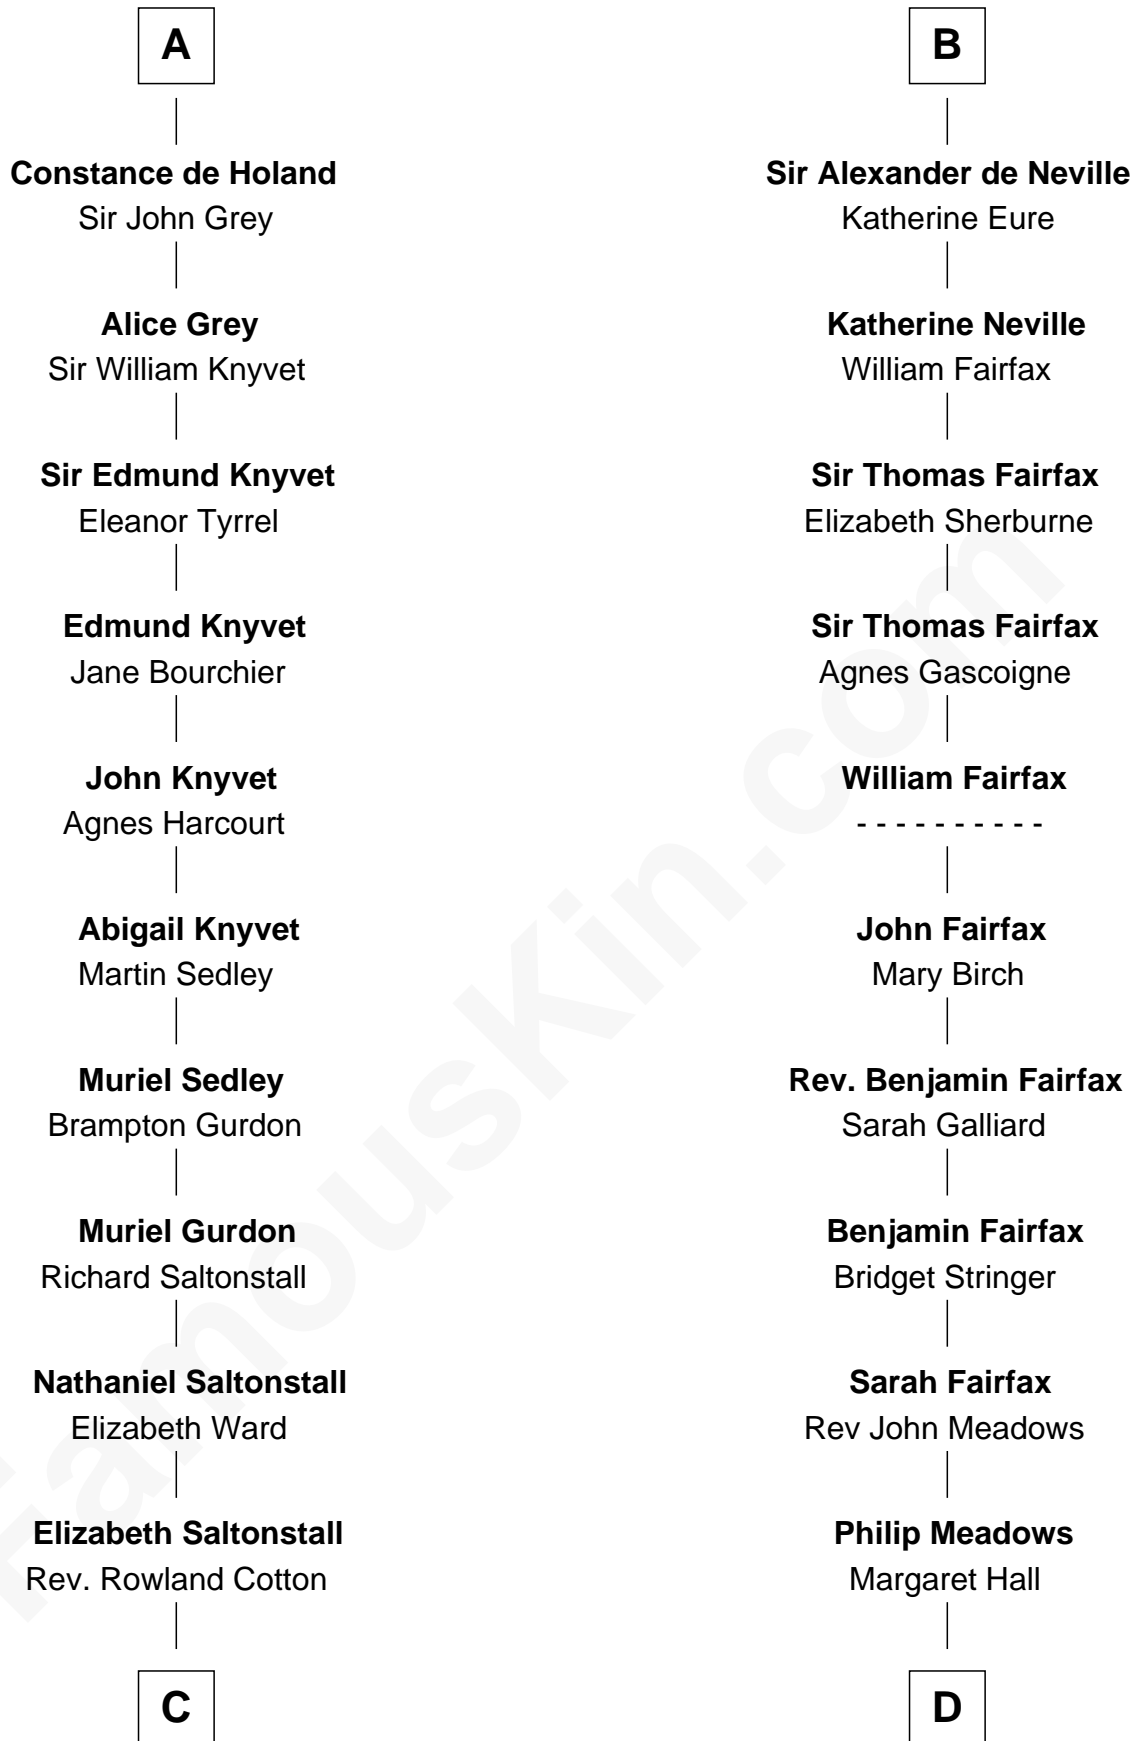 A
Constance de Holand
Sir John Grey
Alice Grey
Sir William Knyvet
Sir Edmund Knyvet
Eleanor Tyrrel
Edmund Knyvet
Jane Bourchier
John Knyvet
Agnes Harcourt
Abigail Knyvet
Martin Sedley
Muriel Sedley
Brampton Gurdon
Muriel Gurdon
Richard Saltonstall
Nathaniel Saltonstall
Elizabeth Ward
Elizabeth Saltonstall
Rev. Rowland Cotton
C
B
Sir Alexander de Neville
Katherine Eure
Katherine Neville
William Fairfax
Sir Thomas Fairfax
Elizabeth Sherburne
Sir Thomas Fairfax
Agnes Gascoigne
William Fairfax
- - - - - - - - - -
John Fairfax
Mary Birch
Rev. Benjamin Fairfax
Sarah Galliard
Benjamin Fairfax
Bridget Stringer
Sarah Fairfax
Rev John Meadows
Philip Meadows
Margaret Hall
D
FamousKin.com